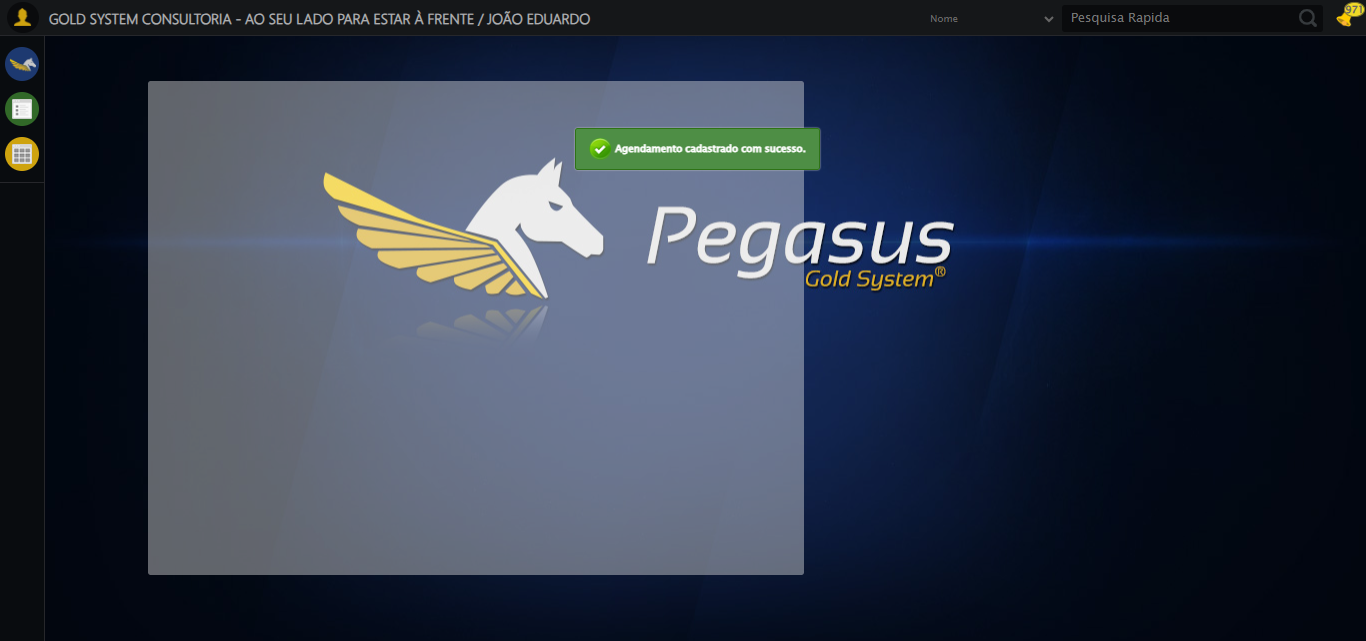 GOLD SYSTEM CONSULTORIA - AO SEU LADO PARA ESTAR À FRENTE / JOÃO EDUARDO
Nome
Pesquisa Rapida
971
Agendamento cadastrado com sucesso.
Pegasus
Gold System®